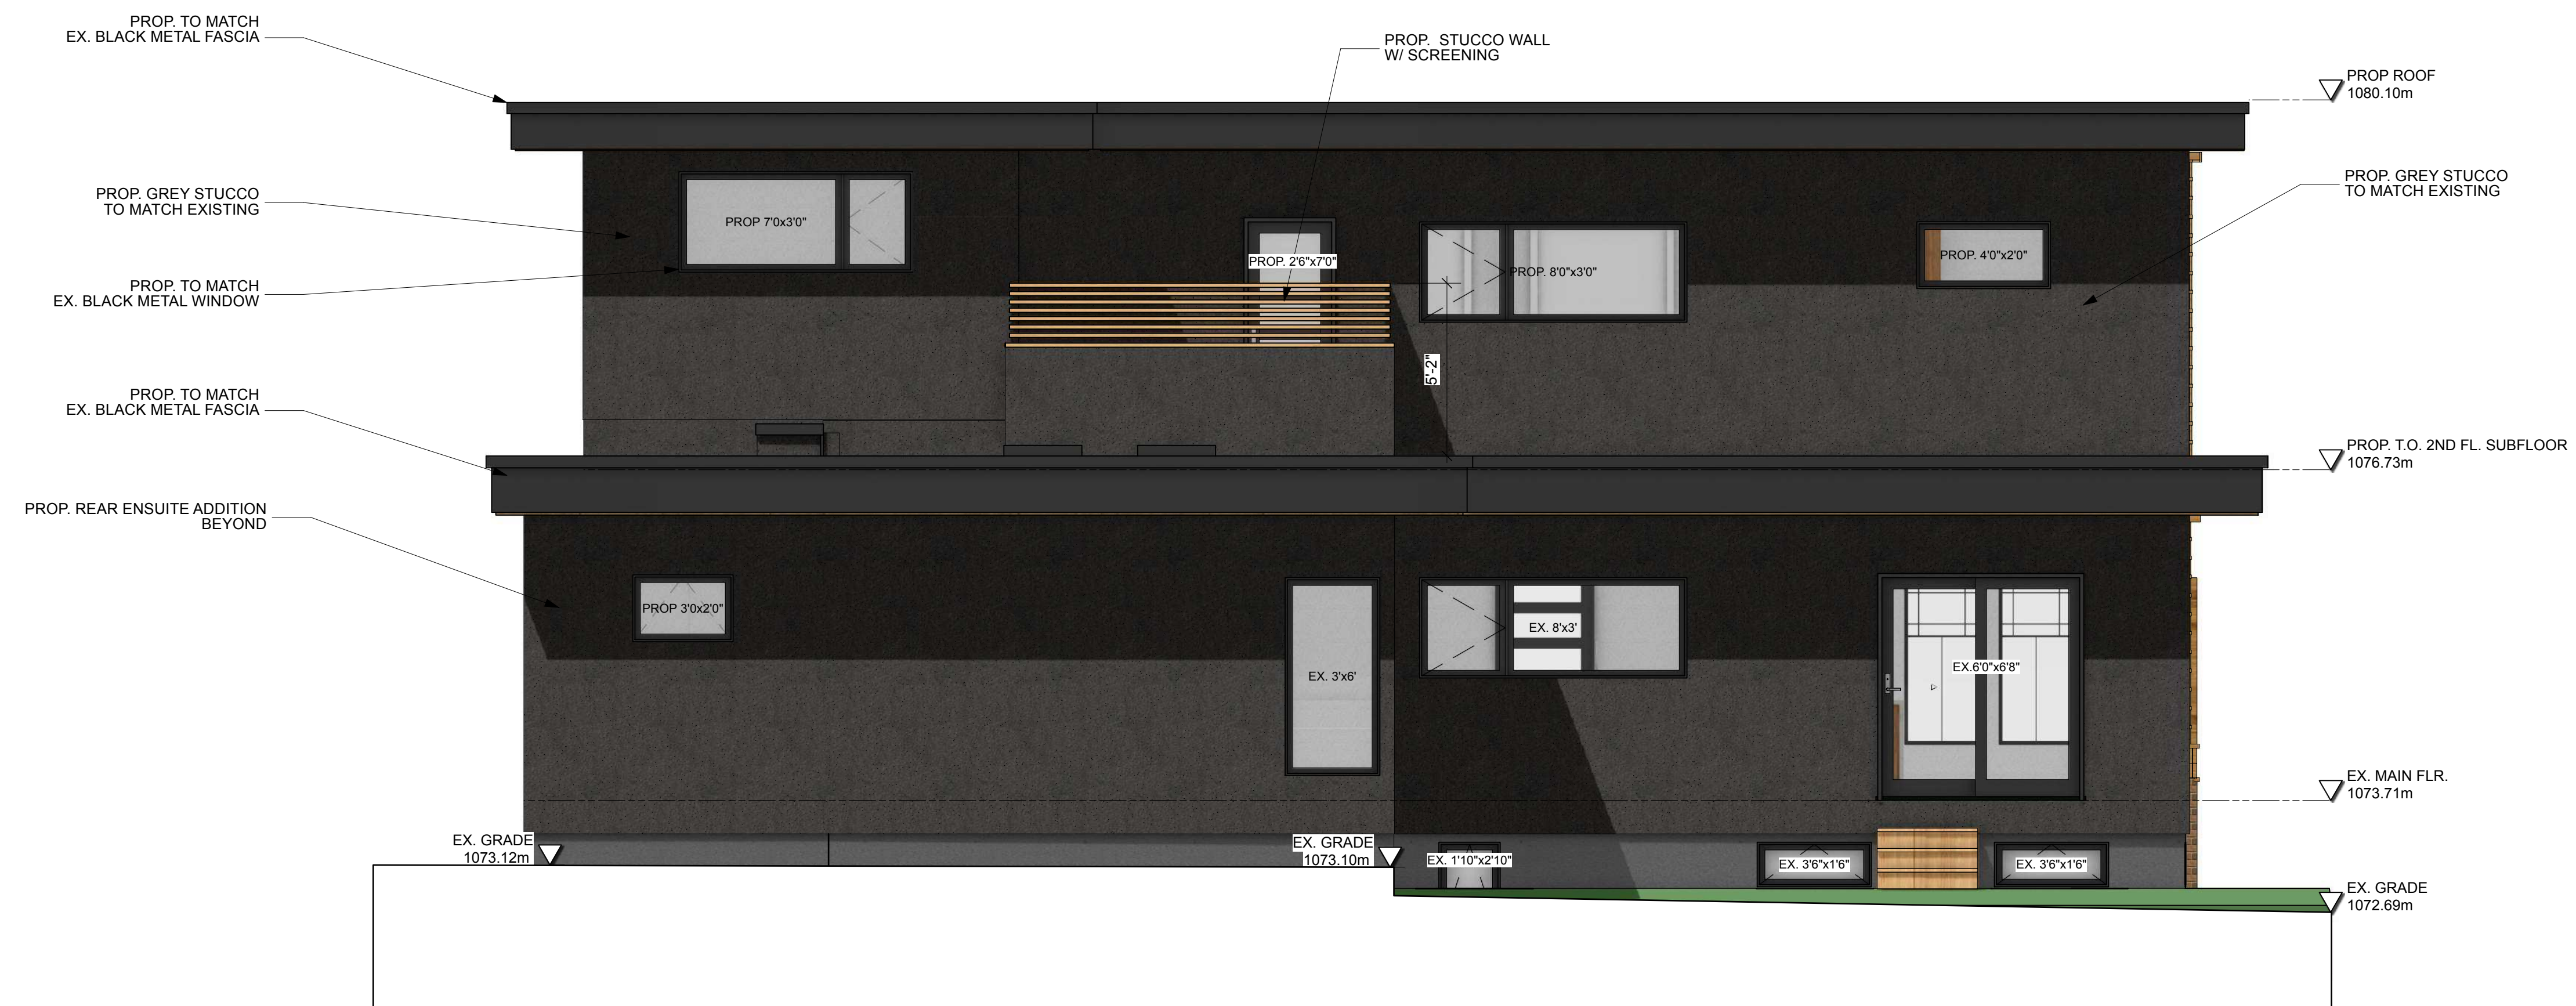 PROP. TO MATCH
EX. BLACK METAL FASCIA
PROP. STUCCO WALL
W/ SCREENING
PROP ROOF
1080.10m
PROP. GREY STUCCO
TO MATCH EXISTING
PROP. GREY STUCCO
TO MATCH EXISTING
PROP 7'0x3'0"
PROP. 2'6"x7'0"
PROP. 8'0"x3'0"
PROP. 4'0"x2'0"
PROP. TO MATCH
EX. BLACK METAL WINDOW
5'-2"
PROP. TO MATCH
EX. BLACK METAL FASCIA
PROP. T.O. 2ND FL. SUBFLOOR
1076.73m
PROP. REAR ENSUITE ADDITION
BEYOND
PROP 3'0x2'0"
EX. 3'x6'
EX. 8'x3'
EX.6'0"x6'8"
EX. MAIN FLR.
1073.71m
EX. GRADE
1073.12m
EX. GRADE
1073.10m
EX. 1'10"x2'10"
EX. 3'6"x1'6"
EX. 3'6"x1'6"
EX. GRADE
1072.69m